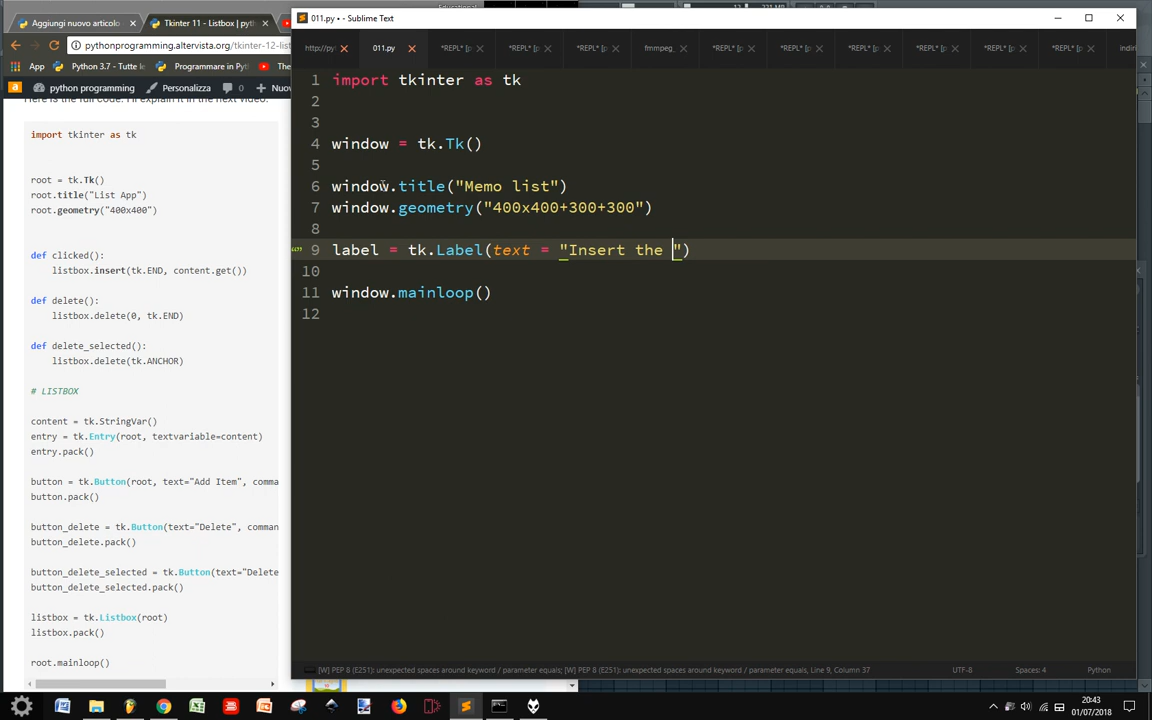 011.py • - Sublime Text
Aggiungi nuovo articolo
Tkinter 11 - Listbox | pyth
pythonprogramming.altervista.org/tkinter-12-list
App
Python 3.7 - Tutte le
Programmare in Pyt
The
python programming
Personalizza
0
Nuov
Here is the full code. I'll explain it in the next video.
import tkinter as tk
root = tk.Tk()
root.title("List App")
root.geometry("400x400")
def clicked():
listbox.insert(tk.END, content.get())
def delete():
listbox.delete(0, tk.END)
def delete_selected():
listbox.delete(tk.ANCHOR)
# LISTBOX
content = tk.StringVar()
entry = tk.Entry(root, textvariable=content)
entry.pack()
button = tk.Button(root, text="Add Item", comma
button.pack()
button_delete = tk.Button(text="Delete", comman
button_delete.pack()
button_delete_selected = tk.Button(text="Delete
button_delete_selected.pack()
listbox = tk.Listbox(root)
listbox.pack()
root.mainloop()
http://py
011.py
*REPL* [p
*REPL* [p
*REPL* [p
fmmpeg_
*REPL* [p
*REPL* [p
*REPL* [p
*REPL* [p
*REPL* [p
*REPL* [p
Indiri
1 import tkinter as tk
2
3
4 window = tk.Tk()
5
6 window.title("Memo list")
7 window.geometry("400x400+300+300")
8
9 label = tk.Label(text = "Insert the ")
10
11 window.mainloop()
12
[W] PEP 8 (E251): unexpected spaces around keyword / parameter equals; [W] PEP 8 (E251): unexpected spaces around keyword / parameter equals, Line 9, Column 37
UTF-8
Spaces: 4
Python
20:43
01/07/2018